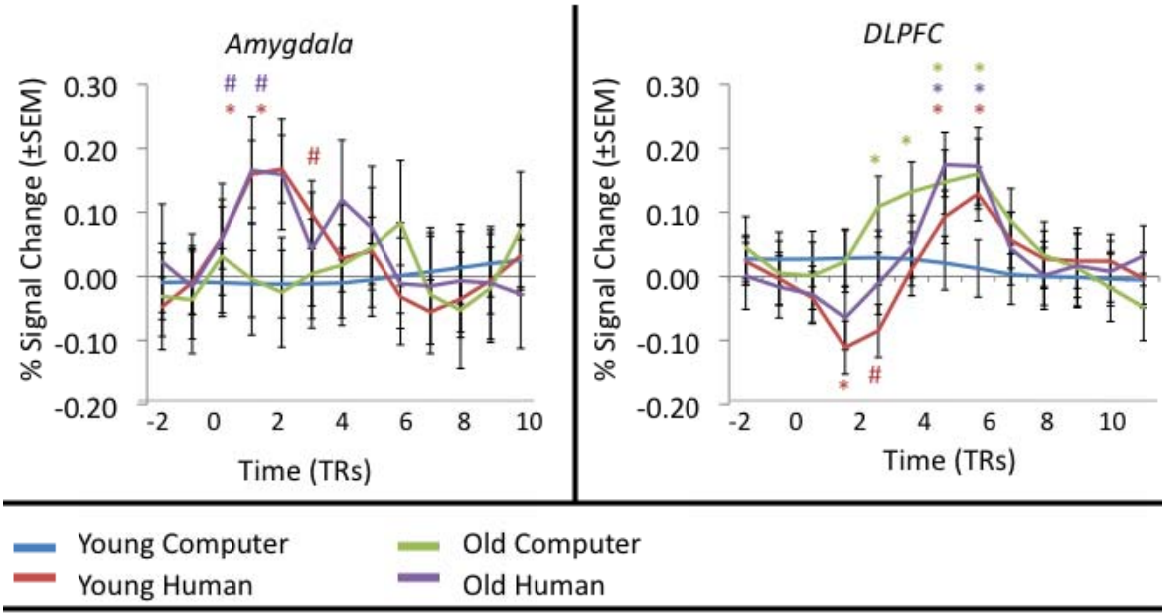 Amygdala
# #
* *
#
% Signal Change (±SEM)
0.30
0.20
0.10
0.00
-0.10
-0.20
-2 0 2 4 6 8 10
Time (TRs)
DLPFC
* *
* *
* *
*
*
% Signal Change (±SEM)
0.30
0.20
0.10
0.00
-0.10
-0.20
* #
-2 0 2 4 6 8 10
Time (TRs)
Young Computer
Old Computer
Young Human
Old Human